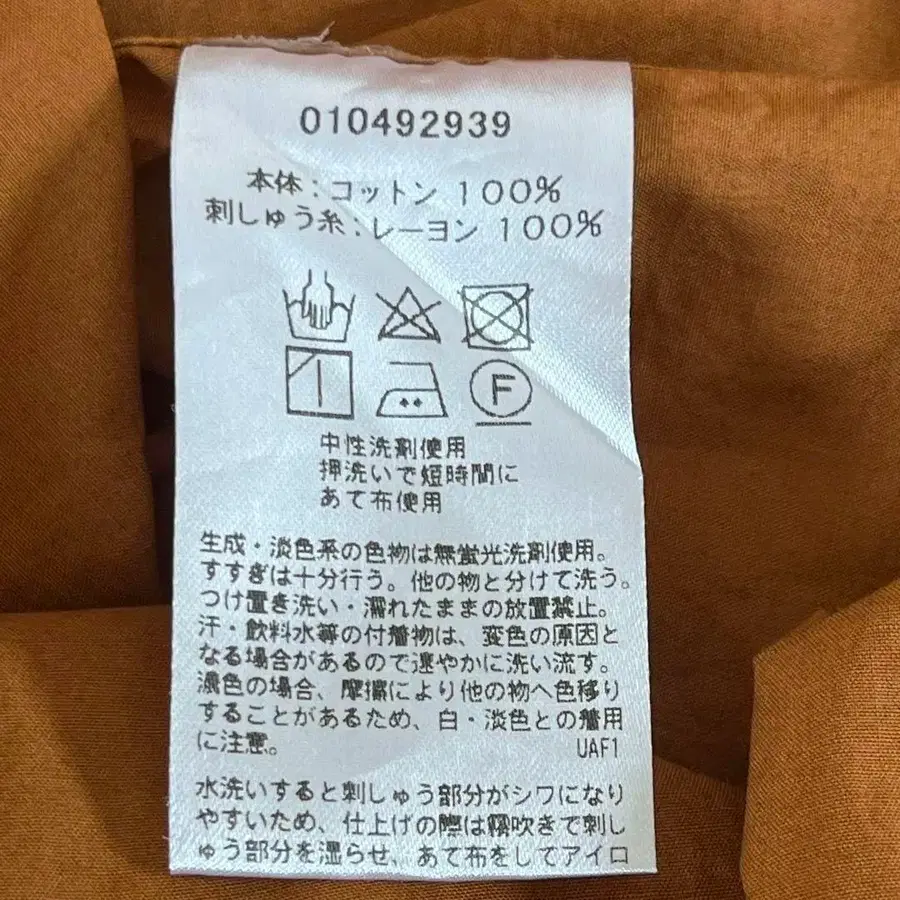 010492939
本体：コットン 100%
刺しゅう糸：レーヨン 100%
F
中性洗剤使用
押洗いで短時間に
あて布使用
生成・淡色系の色物は無蛍光洗剤使用。
すすぎは十分行う。他の物と分けて洗う。
つけ置き洗い・濡れたままの放置禁止。
汗・飲料水等の付着物は、変色の原因と
なる場合があるので速やかに洗い流す。
濃色の場合、摩擦により他の物へ色移り
することがあるため、白・淡色との着用
に注意。 UAF1
水洗いすると刺しゅう部分がシワになり
やすいため、仕上げの際は霧吹きで刺し
ゅう部分を湿らせ、あて布をしてアイロ